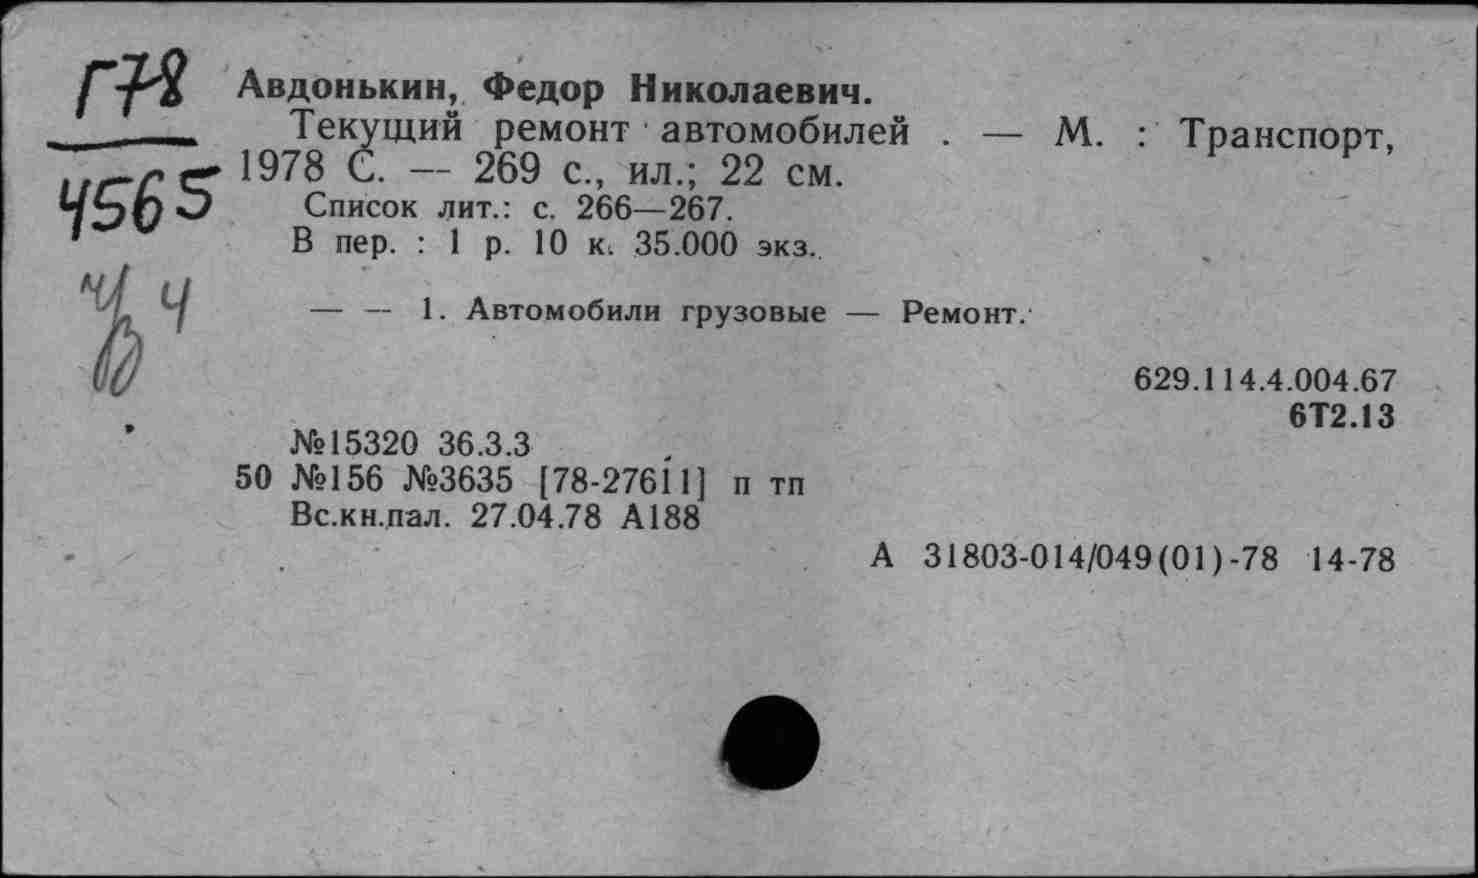 Г78
4565
Авдонькин, Федор Николаевич.
Текущий ремонт автомобилей . — М. : Транспорт,
1978 С. — 269 с., ил.; 22 см.
Список лит.: с. 266—267.
В пер. : 1 р. 10 к. 35.000 экз.
— — 1. Автомобили грузовые — Ремонт.
629.114.4.004.67
6Т2.13
№15320 36.3.3
50 №156 №3635 [78-27611] п тп
Вс.кн.пал. 27.04.78 А188
А 31803-014/049(01)-78 14-78